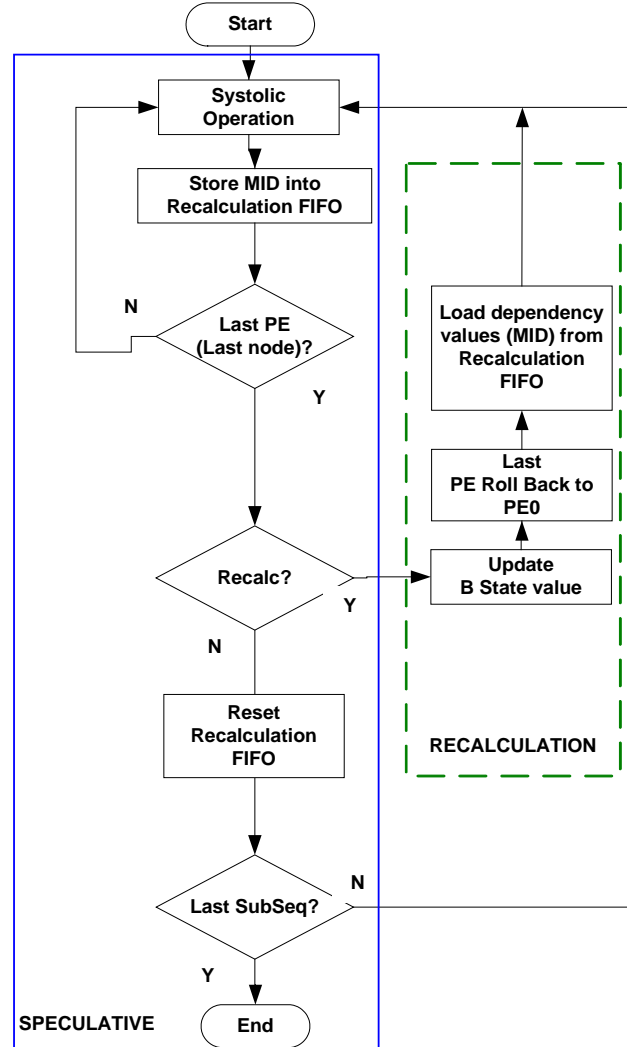 Start
Systolic
Operation
Store MID into
Recalculation FIFO
N
Last PE
(Last node)?
Y
Load dependency
values (MID) from
Recalculation
FIFO
Last
PE Roll Back to
PE0
Recalc?
Y
Update
B State value
N
Reset
Recalculation
FIFO
RECALCULATION
Last SubSeq?
N
Y
SPECULATIVE
End